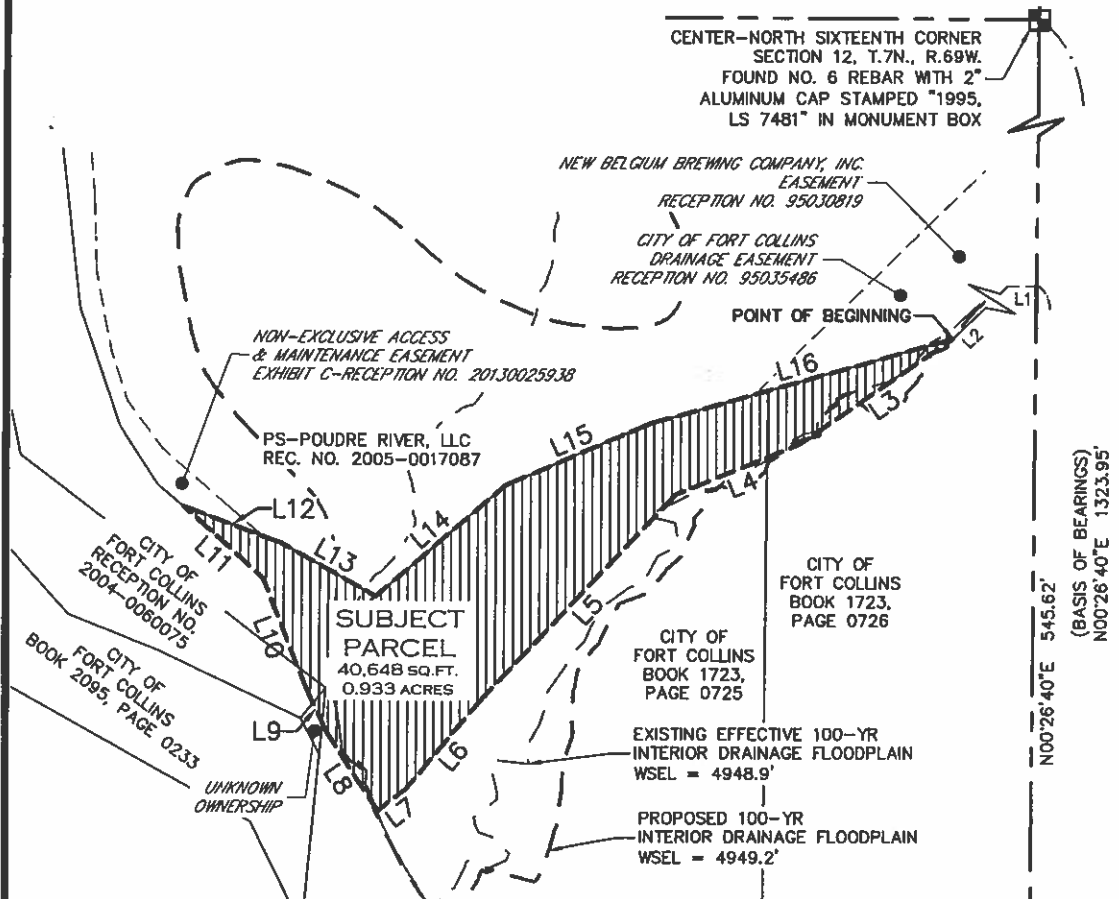 CENTER-NORTH SIXTEENTH CORNER
SECTION 12, T.7N., R.69W.
FOUND NO. 6 REBAR WITH 2"
ALUMINUM CAP STAMPED "1995,
LS 7481" IN MONUMENT BOX
NEW BELGIUM BREWING COMPANY, INC.
EASEMENT
RECEPTION NO. 95030819
CITY OF FORT COLLINS
DRAINAGE EASEMENT
RECEPTION NO. 95035486
POINT OF BEGINNING
L1
L2
NON-EXCLUSIVE ACCESS
& MAINTENANCE EASEMENT
EXHIBIT C-RECEPTION NO. 20130025938
PS-POUDRE RIVER, LLC
REC. NO. 2005-0017087
L16
L3
L15
L4
L14
L12
L13
L11
L10
L5
CITY OF
FORT COLLINS
RECEPTION NO.
2004-0060075
CITY OF
FORT COLLINS
BOOK 2095, PAGE 0233
SUBJECT
PARCEL
40,648 SQ.FT.
0.933 ACRES
L9
L8
L7
L6
UNKNOWN
OWNERSHIP
CITY OF
FORT COLLINS
BOOK 1723,
PAGE 0726
CITY OF
FORT COLLINS
BOOK 1723,
PAGE 0725
EXISTING EFFECTIVE 100-YR
INTERIOR DRAINAGE FLOODPLAIN
WSEL = 4948.9'
PROPOSED 100-YR
INTERIOR DRAINAGE FLOODPLAIN
WSEL = 4949.2'
N00°26'40"E 545.62'
(BASIS OF BEARINGS)
N00°26'40"E 1323.95'